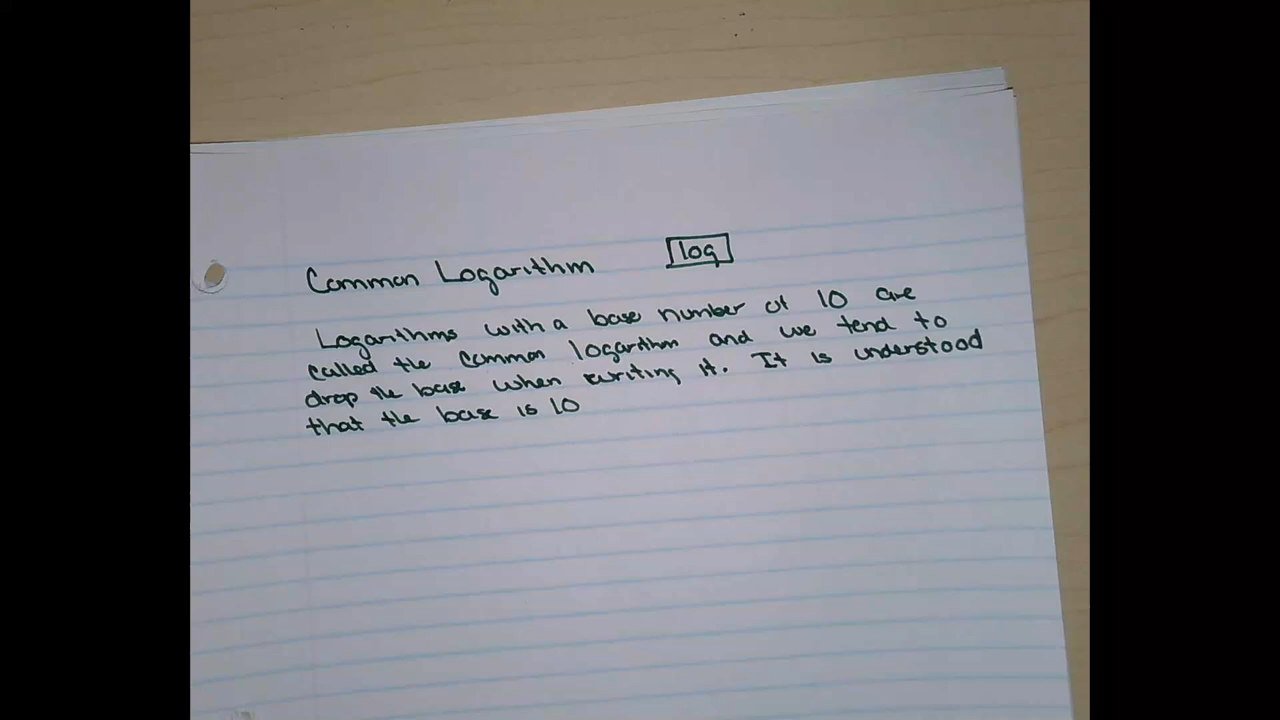 Common Logarithm log
Logarithms with a base number of 10 are
called the common logarithm and we tend to
drop the base when writing it. It is understood
that the base is 10